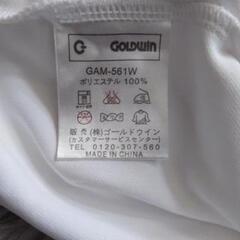 GOLDWIN
GAM-561W
ポリエステル 100%
販 売 (株)ゴールドウイン
(カスタマーサービスセンター)
TEL 0120-307-560
MADE IN CHINA